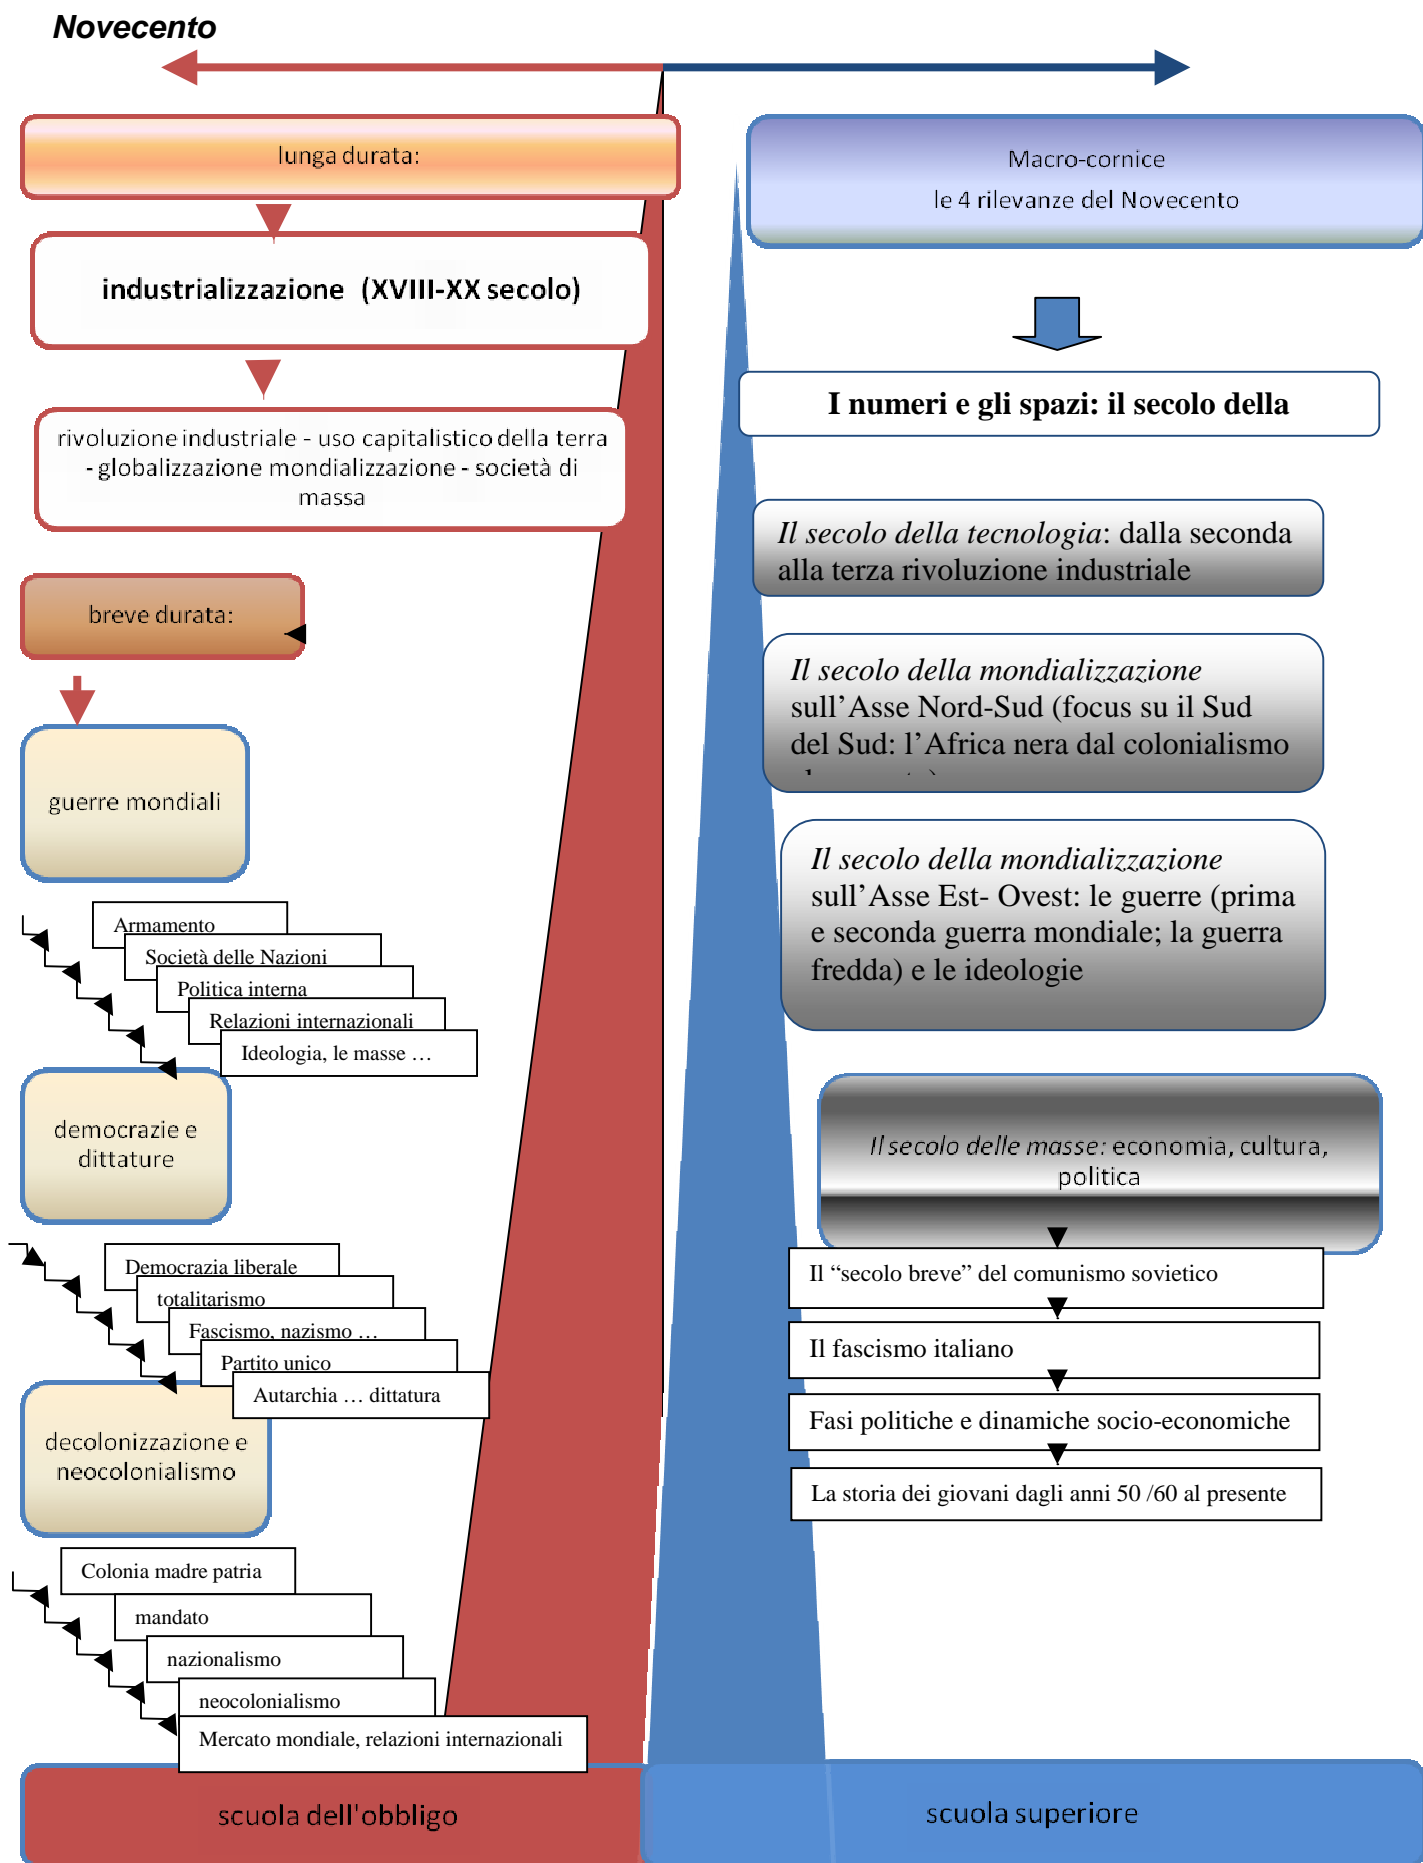 Novecento
lunga durata:
industrializzazione (XVIII-XX secolo)
rivoluzione industriale - uso capitalistico della terra
- globalizzazione mondializzazione - società di
massa
breve durata:
guerre mondiali
Armamento
Società delle Nazioni
Politica interna
Relazioni internazionali
Ideologia, le masse …
democrazie e
dittature
Democrazia liberale
totalitarismo
Fascismo, nazismo …
Partito unico
Autarchia … dittatura
decolonizzazione e
neocolonialismo
Colonia madre patria
mandato
nazionalismo
neocolonialismo
Mercato mondiale, relazioni internazionali
scuola dell'obbligo
Macro-cornice
le 4 rilevanze del Novecento
I numeri e gli spazi: il secolo della
Il secolo della tecnologia: dalla seconda
alla terza rivoluzione industriale
Il secolo della mondializzazione
sull’Asse Nord-Sud (focus su il Sud
del Sud: l’Africa nera dal colonialismo
Il secolo della mondializzazione
sull’Asse Est- Ovest: le guerre (prima
e seconda guerra mondiale; la guerra
fredda) e le ideologie
Il secolo delle masse: economia, cultura,
politica
Il “secolo breve” del comunismo sovietico
Il fascismo italiano
Fasi politiche e dinamiche socio-economiche
La storia dei giovani dagli anni 50 /60 al presente
scuola superiore